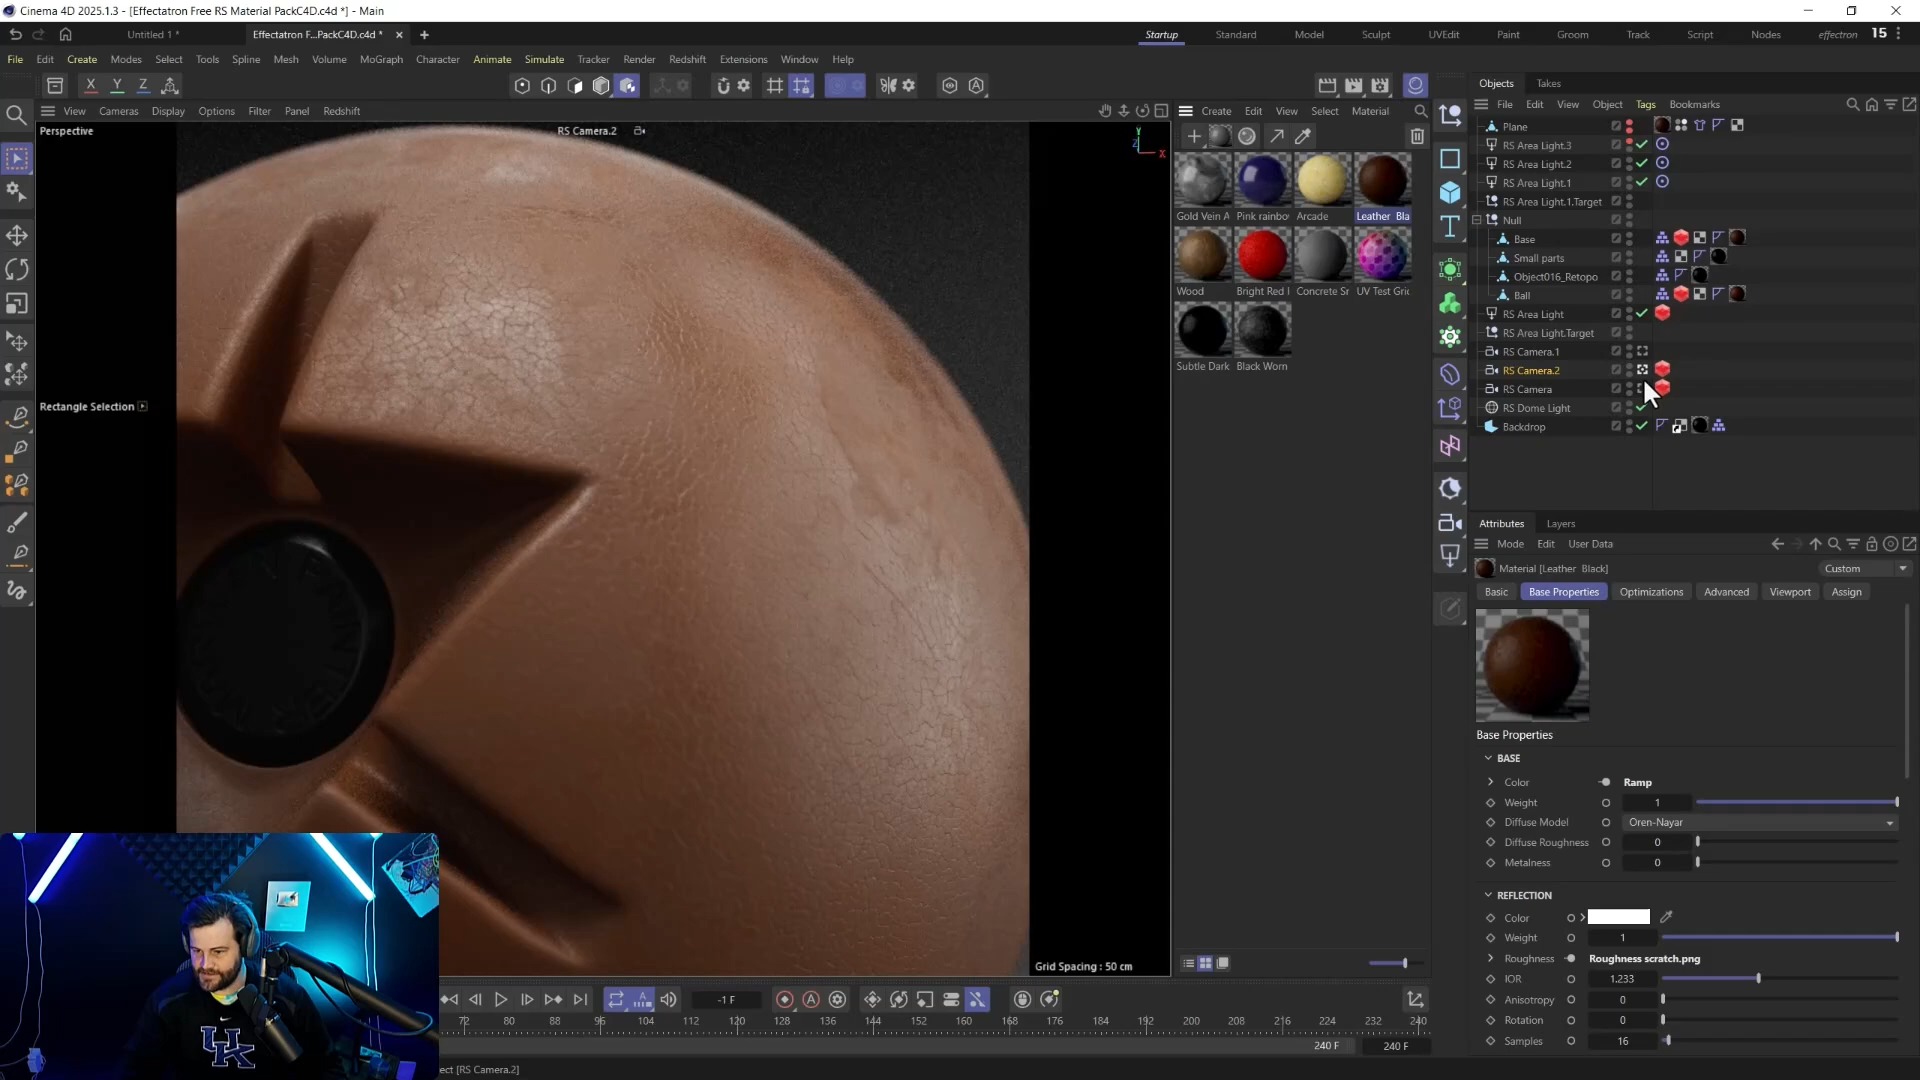 Cinema 4D 2025.1.3 - [Effectatron Free RS Material PackC4D.c4d *] - Main
Untitled 1 *
Effectatron F...PackC4D.c4d *
Startup Standard Model Sculpt UVEdit Paint Groom Track Script Nodes effectron 15
File Edit Create Modes Select Tools Spline Mesh Volume MoGraph Character Animate Simulate Tracker Render Redshift Extensions Window Help
X Y Z
Objects Takes
View Cameras Display Options Filter Panel Redshift
Create Edit View Select Material
File Edit View Object Tags Bookmarks
Perspective
RS Camera.2
Y
Z
X
Rectangle Selection
Grid Spacing : 50 cm
Gold Vein A Pink rainbo Arcade Leather Bla
Wood Bright Red Concrete Sr UV Test Grid
Subtle Dark Black Worn
Plane
RS Area Light.3
RS Area Light.2
RS Area Light.1
RS Area Light.1.Target
Null
Base
Small parts
Object016_Retopo
Ball
RS Area Light
RS Area Light.Target
RS Camera.1
RS Camera.2
RS Camera
RS Dome Light
Backdrop
Attributes Layers
Mode Edit User Data
Material [Leather Black]
Custom
Basic Base Properties Optimizations Advanced Viewport Assign
Base Properties
BASE
Color Ramp
Weight 1
Diffuse Model Oren-Nayar
Diffuse Roughness 0
Metalness 0
REFLECTION
Color
Weight 1
Roughness Roughness scratch.png
IOR 1.233
Anisotropy 0
Rotation 0
Samples 16
-1 F
72 80 88 96 104 112 120 128 136 144 152 160 168 176 184 192 200 208 216 224 232 240
240 F 240 F
UK
ect [RS Camera.2]